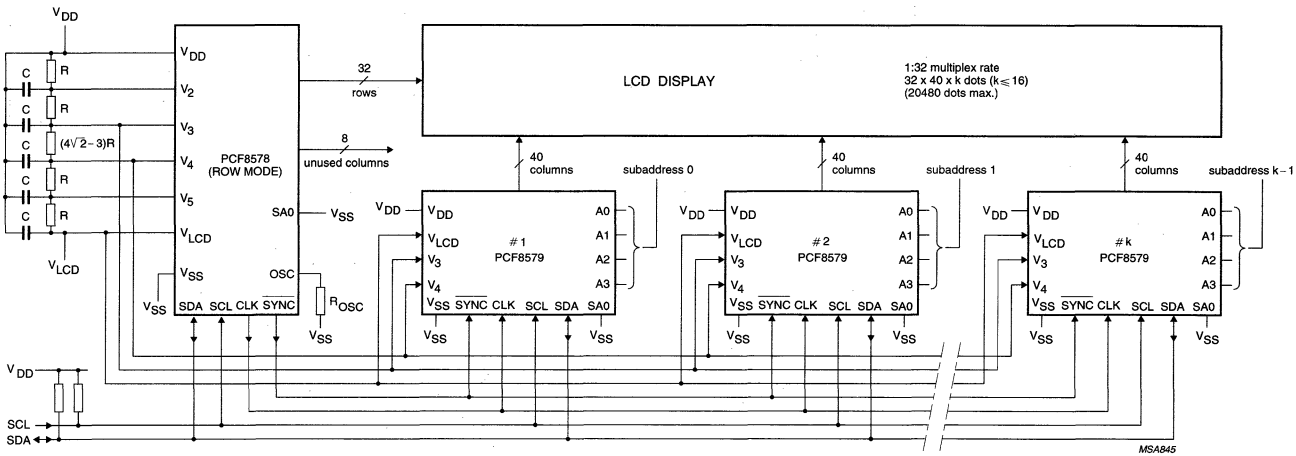 VDD
C
R
C
R
C
(4√2−3)R
C
R
C
R
VLCD
VDD
V2
V3
V4
V5
VLCD
VSS
VSS
PCF8578
(ROW MODE)
SA0
VSS
OSC
ROSC
VSS
SDA SCL CLK SYNC
32
rows
8
unused columns
LCD DISPLAY
1:32 multiplex rate
32 x 40 x k dots (k≤16)
(20480 dots max.)
40
columns
subaddress 0
VDD
VDD
VLCD
V3
V4
VSS
#1
PCF8579
A0
A1
A2
A3
SYNC CLK SCL SDA SA0
VSS
VSS
40
columns
subaddress 1
VDD
VDD
VLCD
V3
V4
VSS
#2
PCF8579
A0
A1
A2
A3
SYNC CLK SCL SDA SA0
VSS
VSS
40
columns
subaddress k−1
VDD
VDD
VLCD
V3
V4
VSS
#k
PCF8579
A0
A1
A2
A3
SYNC CLK SCL SDA SA0
VSS
VSS
VDD
SCL
SDA
MSA845